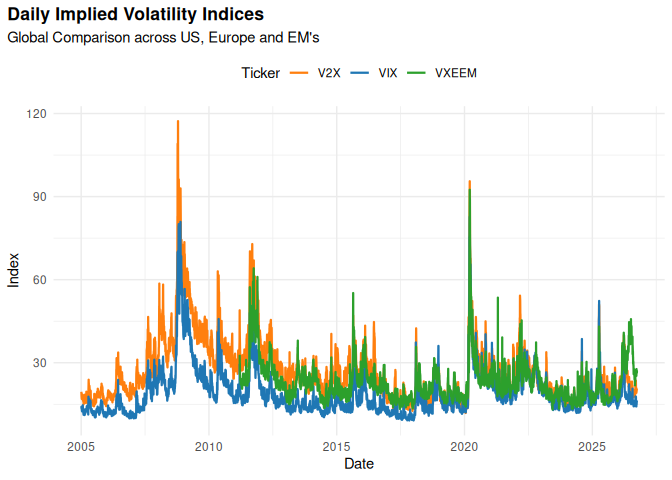 Daily Implied Volatility Indices
Global Comparison across US, Europe and EM's
Ticker V2X VIX VXEEM
120
90
60
30
Index
2005 2010 2015 2020 2025
Date